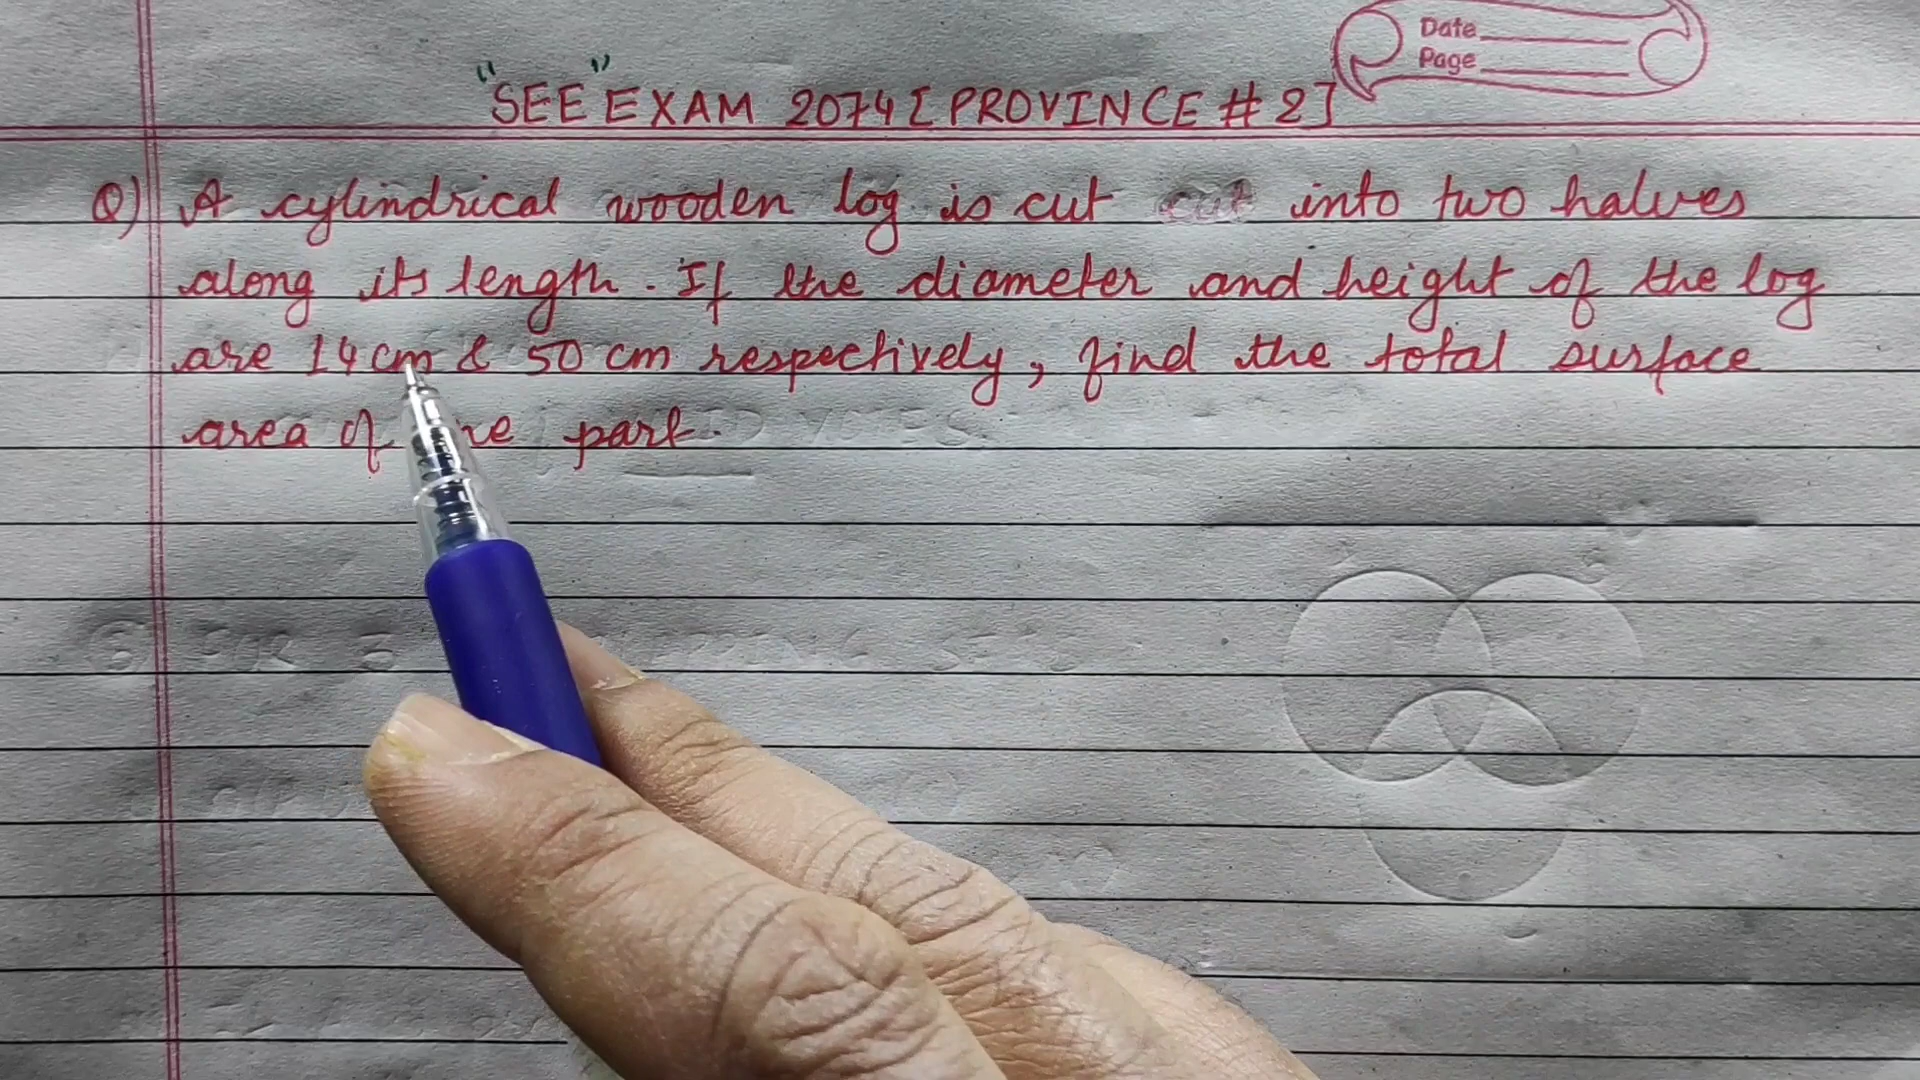 Date
Page
"SEE" EXAM 2074 [PROVINCE # 2]
Q) A cylindrical wooden log is cut cut into two halves
along its length. If the diameter and height of the log
are 14 cm & 50 cm respectively, find the total surface
area of part.